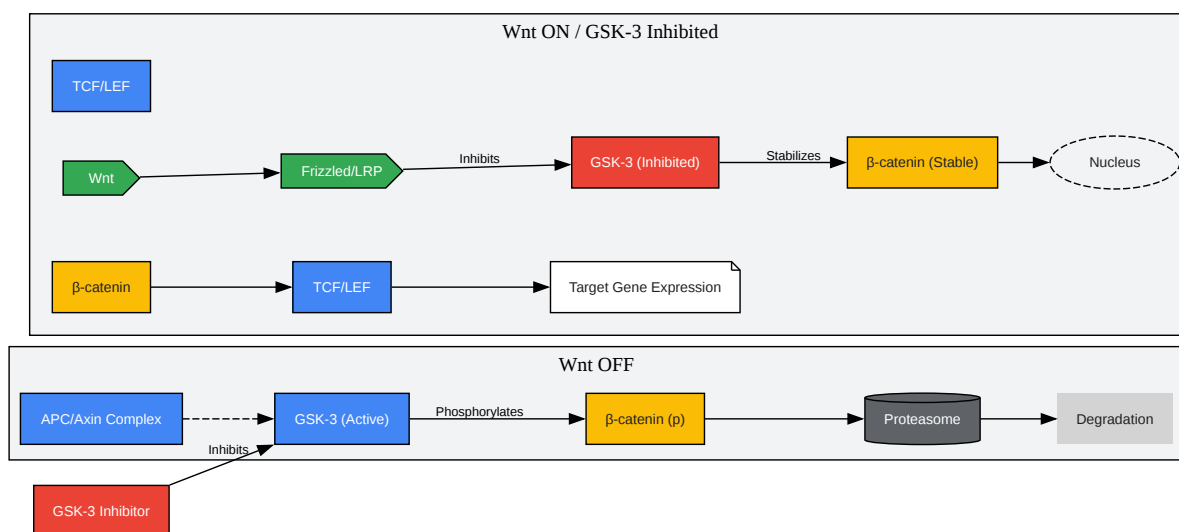 Wnt ON / GSK-3 Inhibited
TCF/LEF
Wnt
Frizzled/LRP
Inhibits
GSK-3 (Inhibited)
Stabilizes
β-catenin (Stable)
Nucleus
β-catenin
TCF/LEF
Target Gene Expression
Wnt OFF
APC/Axin Complex
GSK-3 (Active)
Phosphorylates
β-catenin (p)
Proteasome
Degradation
Inhibits
GSK-3 Inhibitor